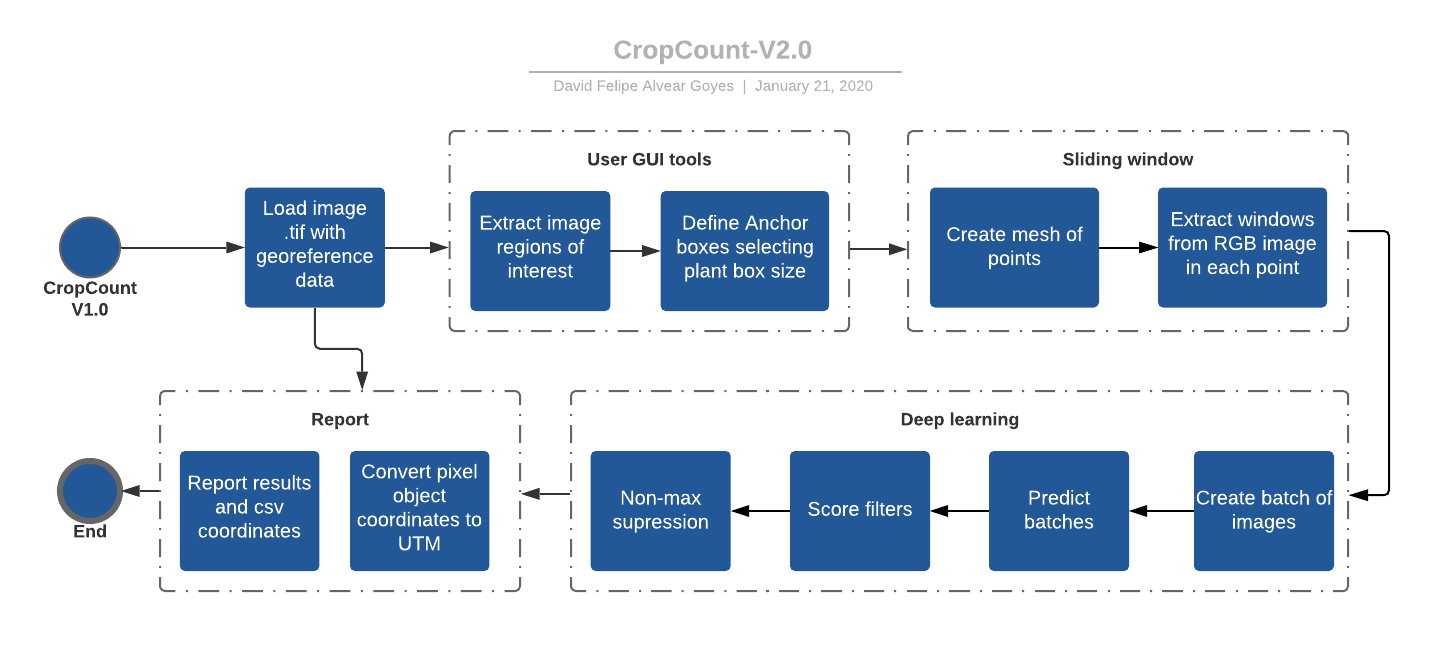 CropCount-V2.0
David Felipe Alvear Goyes | January 21, 2020
CropCount
V1.0
Load image
.tif with
georeference
data
User GUI tools
Extract image
regions of
interest
Define Anchor
boxes selecting
plant box size
Sliding window
Create mesh of
points
Extract windows
from RGB image
in each point
Deep learning
Create batch of
images
Predict
batches
Score filters
Non-max
supression
Report
Convert pixel
object
coordinates to
UTM
Report results
and csv
coordinates
End